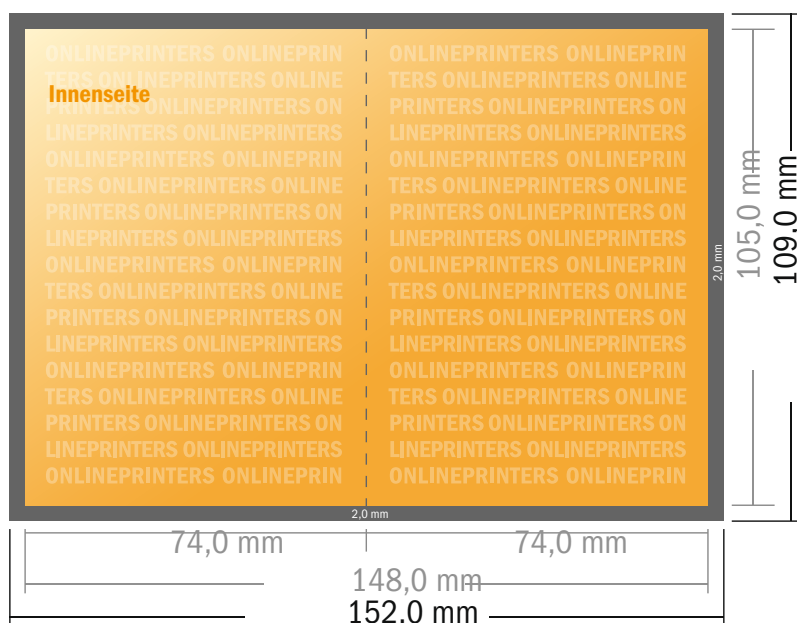 ONLINEPRINTERS ONLINEPRIN
TERS ONLINEPRINTERS ONLINE
Innenseite
PRINTERS ONLINEPRINTERS ON
LINEPRINTERS ONLINEPRINTERS
ONLINEPRINTERS ONLINEPRIN
TERS ONLINEPRINTERS ONLINE
PRINTERS ONLINEPRINTERS ON
LINEPRINTERS ONLINEPRINTERS
ONLINEPRINTERS ONLINEPRIN
TERS ONLINEPRINTERS ONLINE
PRINTERS ONLINEPRINTERS ON
LINEPRINTERS ONLINEPRINTERS
ONLINEPRINTERS ONLINEPRIN
TERS ONLINEPRINTERS ONLINE
PRINTERS ONLINEPRINTERS ON
LINEPRINTERS ONLINEPRINTERS
ONLINEPRINTERS ONLINEPRIN
ONLINEPRINTERS ONLINEPRIN
TERS ONLINEPRINTERS ONLINE
PRINTERS ONLINEPRINTERS ON
LINEPRINTERS ONLINEPRINTERS
ONLINEPRINTERS ONLINEPRIN
TERS ONLINEPRINTERS ONLINE
PRINTERS ONLINEPRINTERS ON
LINEPRINTERS ONLINEPRINTERS
ONLINEPRINTERS ONLINEPRIN
TERS ONLINEPRINTERS ONLINE
PRINTERS ONLINEPRINTERS ON
LINEPRINTERS ONLINEPRINTERS
ONLINEPRINTERS ONLINEPRIN
TERS ONLINEPRINTERS ONLINE
PRINTERS ONLINEPRINTERS ON
LINEPRINTERS ONLINEPRINTERS
ONLINEPRINTERS ONLINEPRIN
2,0 mm
105,0 mm
109,0 mm
2,0 mm
74,0 mm
74,0 mm
148,0 mm
152,0 mm